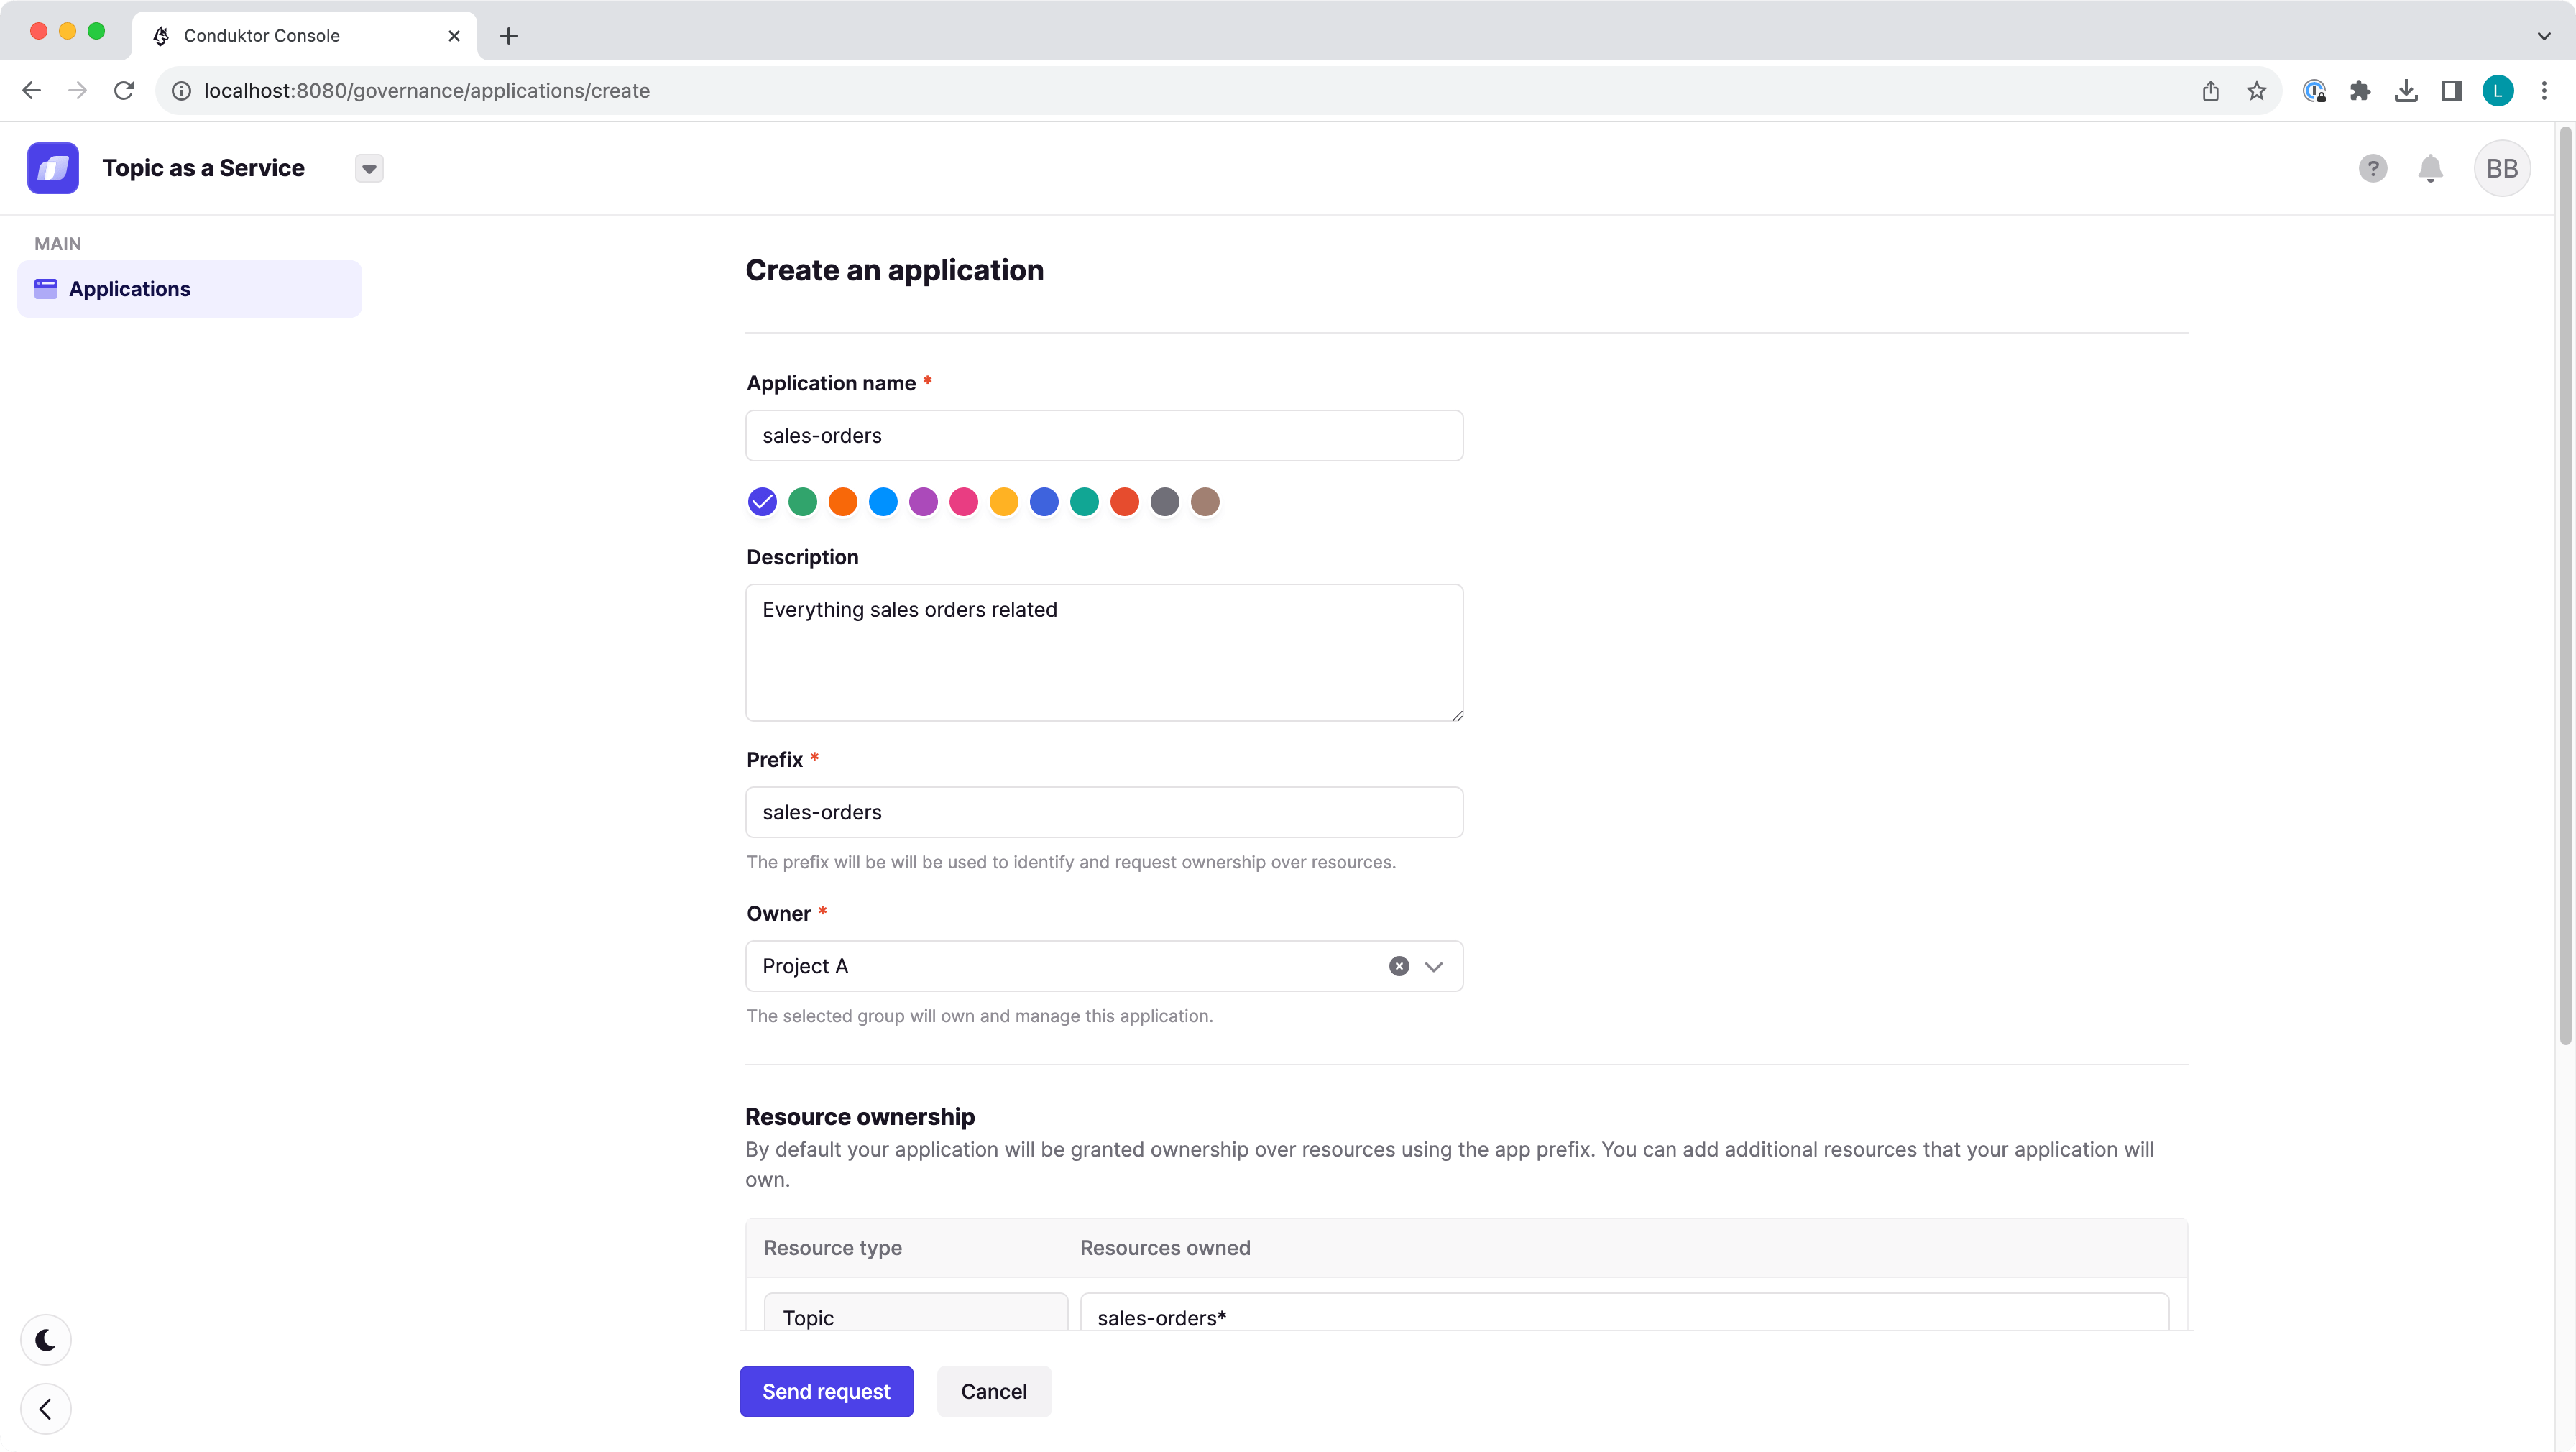 Conduktor Console
localhost:8080/governance/applications/create
L
Topic as a Service
?
BB
MAIN
Applications
Create an application
Application name *
sales-orders
Description
Everything sales orders related
Prefix *
sales-orders
The prefix will be will be used to identify and request ownership over resources.
Owner *
Project A
The selected group will own and manage this application.
Resource ownership
By default your application will be granted ownership over resources using the app prefix. You can add additional resources that your application will
own.
Resource type Resources owned
Topic sales-orders*
Send request Cancel